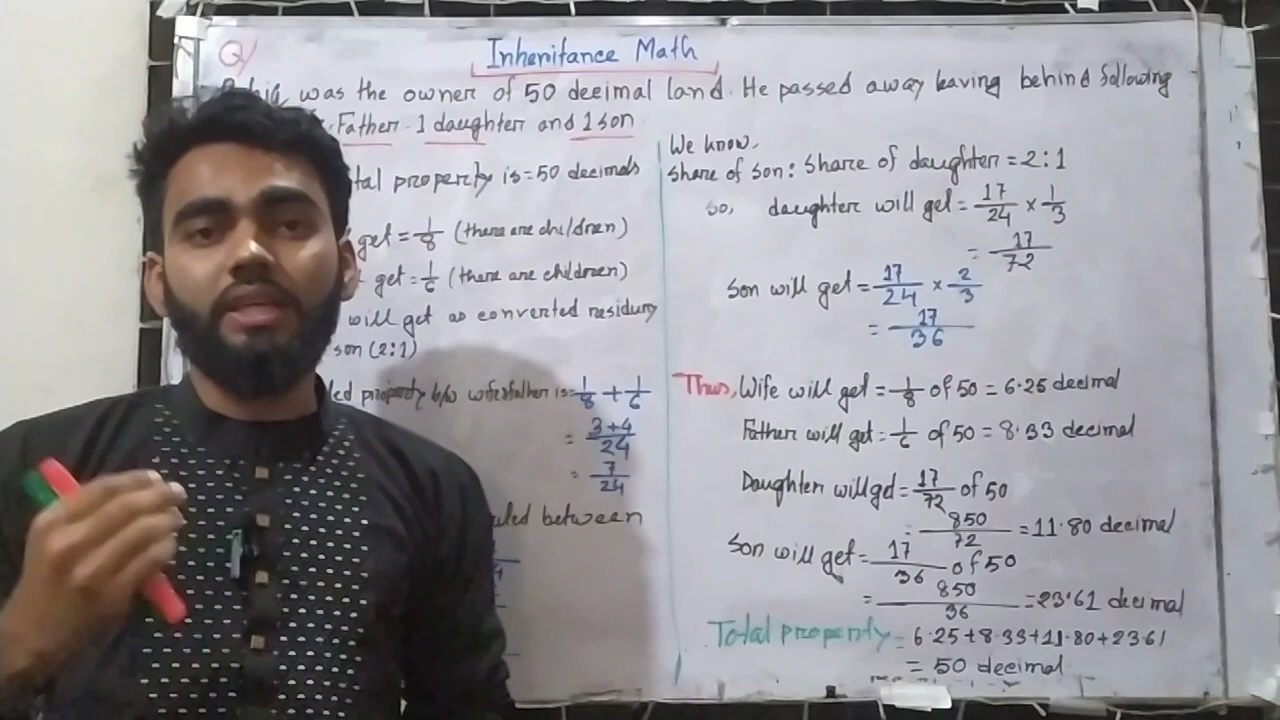 Q/
Inheritance Math
was the owner of 50 decimal land. He passed away leaving behind following
Father. 1 daughter and 1 son
tal property is = 50 decimals
get = 1/8 (there are children)
get = 1/6 (there are children)
will get as converted residury
son (2:1)
ed property b/w wife & father is = 1/8 + 1/6
= 3+4/24
= 7/24
uted between
We know,
Share of son : Share of daughter = 2:1
so, daughter will get = 17/24 × 1/3
= 17/72
Son will get = 17/24 × 2/3
= 17/36
Thus, Wife will get = 1/8 of 50 = 6.25 decimal
Father will get = 1/6 of 50 = 8.33 decimal
Daughter will get = 17/72 of 50
= 850/72 = 11.80 decimal
Son will get = 17/36 of 50
= 850/36 = 23.61 decimal
Total property = 6.25+8.33+11.80+23.61
= 50 decimal